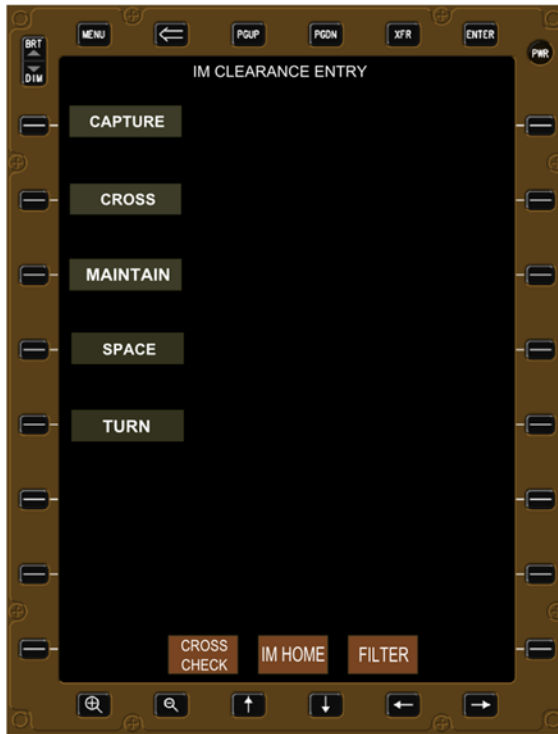 MENU PGUP PGDN XFR ENTER
BRT
DIM
PWR
IM CLEARANCE ENTRY
CAPTURE
CROSS
MAINTAIN
SPACE
TURN
CROSS
CHECK
IM HOME
FILTER